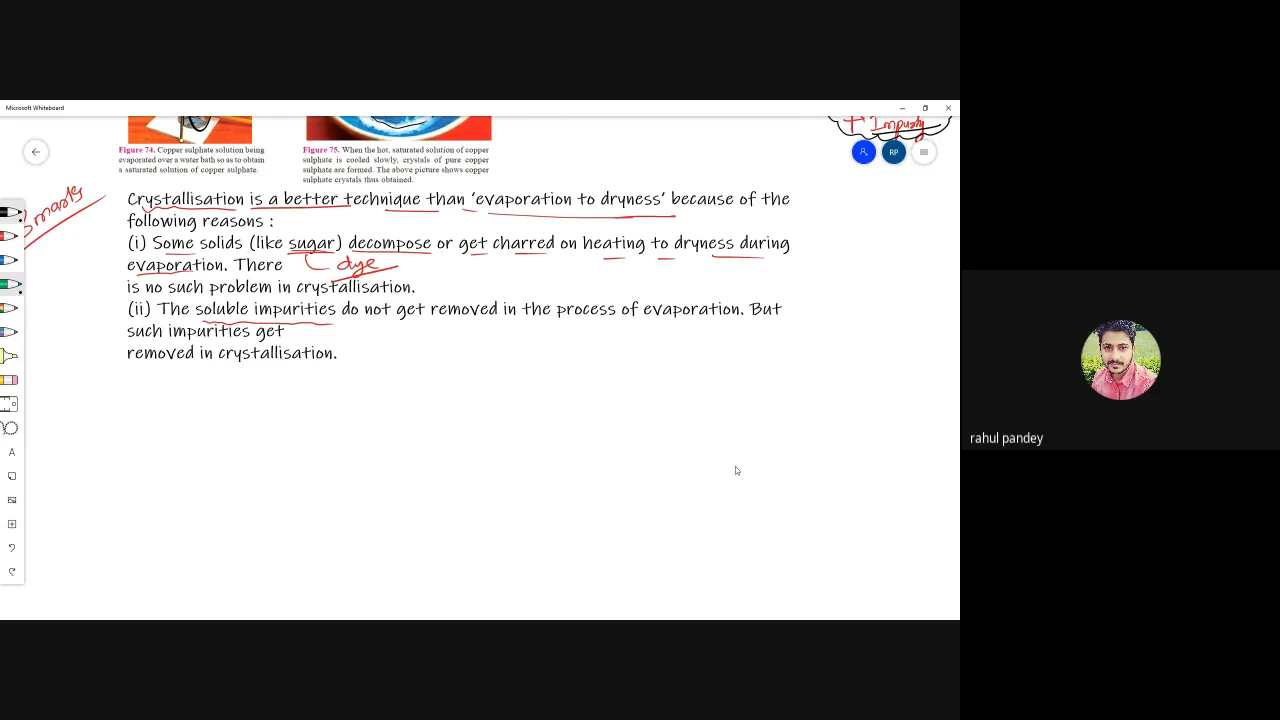 Microsoft Whiteboard
+ Impurity
RP
Figure 74. Copper sulphate solution being
evaporated over a water bath so as to obtain
a saturated solution of copper sulphate.
Figure 75. When the hot, saturated solution of copper
sulphate is cooled slowly, crystals of pure copper
sulphate are formed. The above picture shows copper
sulphate crystals thus obtained.
3 marks
Crystallisation is a better technique than ‘evaporation to dryness’ because of the
following reasons :
(i) Some solids (like sugar) decompose or get charred on heating to dryness during
evaporation. There
dye
is no such problem in crystallisation.
(ii) The soluble impurities do not get removed in the process of evaporation. But
such impurities get
removed in crystallisation.
A
rahul pandey